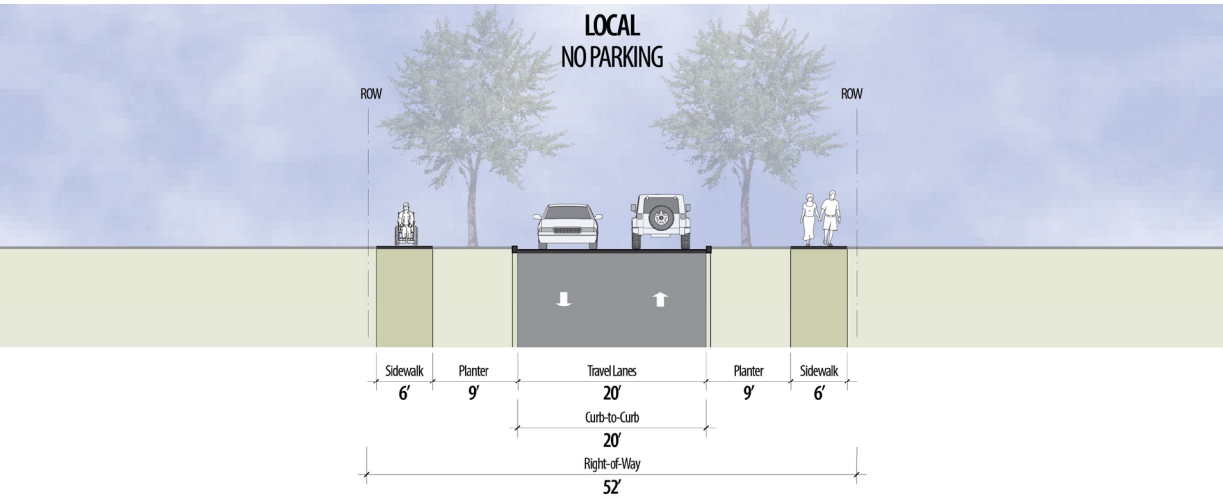 LOCAL
NO PARKING
ROW
ROW
Sidewalk
6′
Planter
9′
Travel Lanes
20′
Planter
9′
Sidewalk
6′
Curb-to-Curb
20′
Right-of-Way
52′